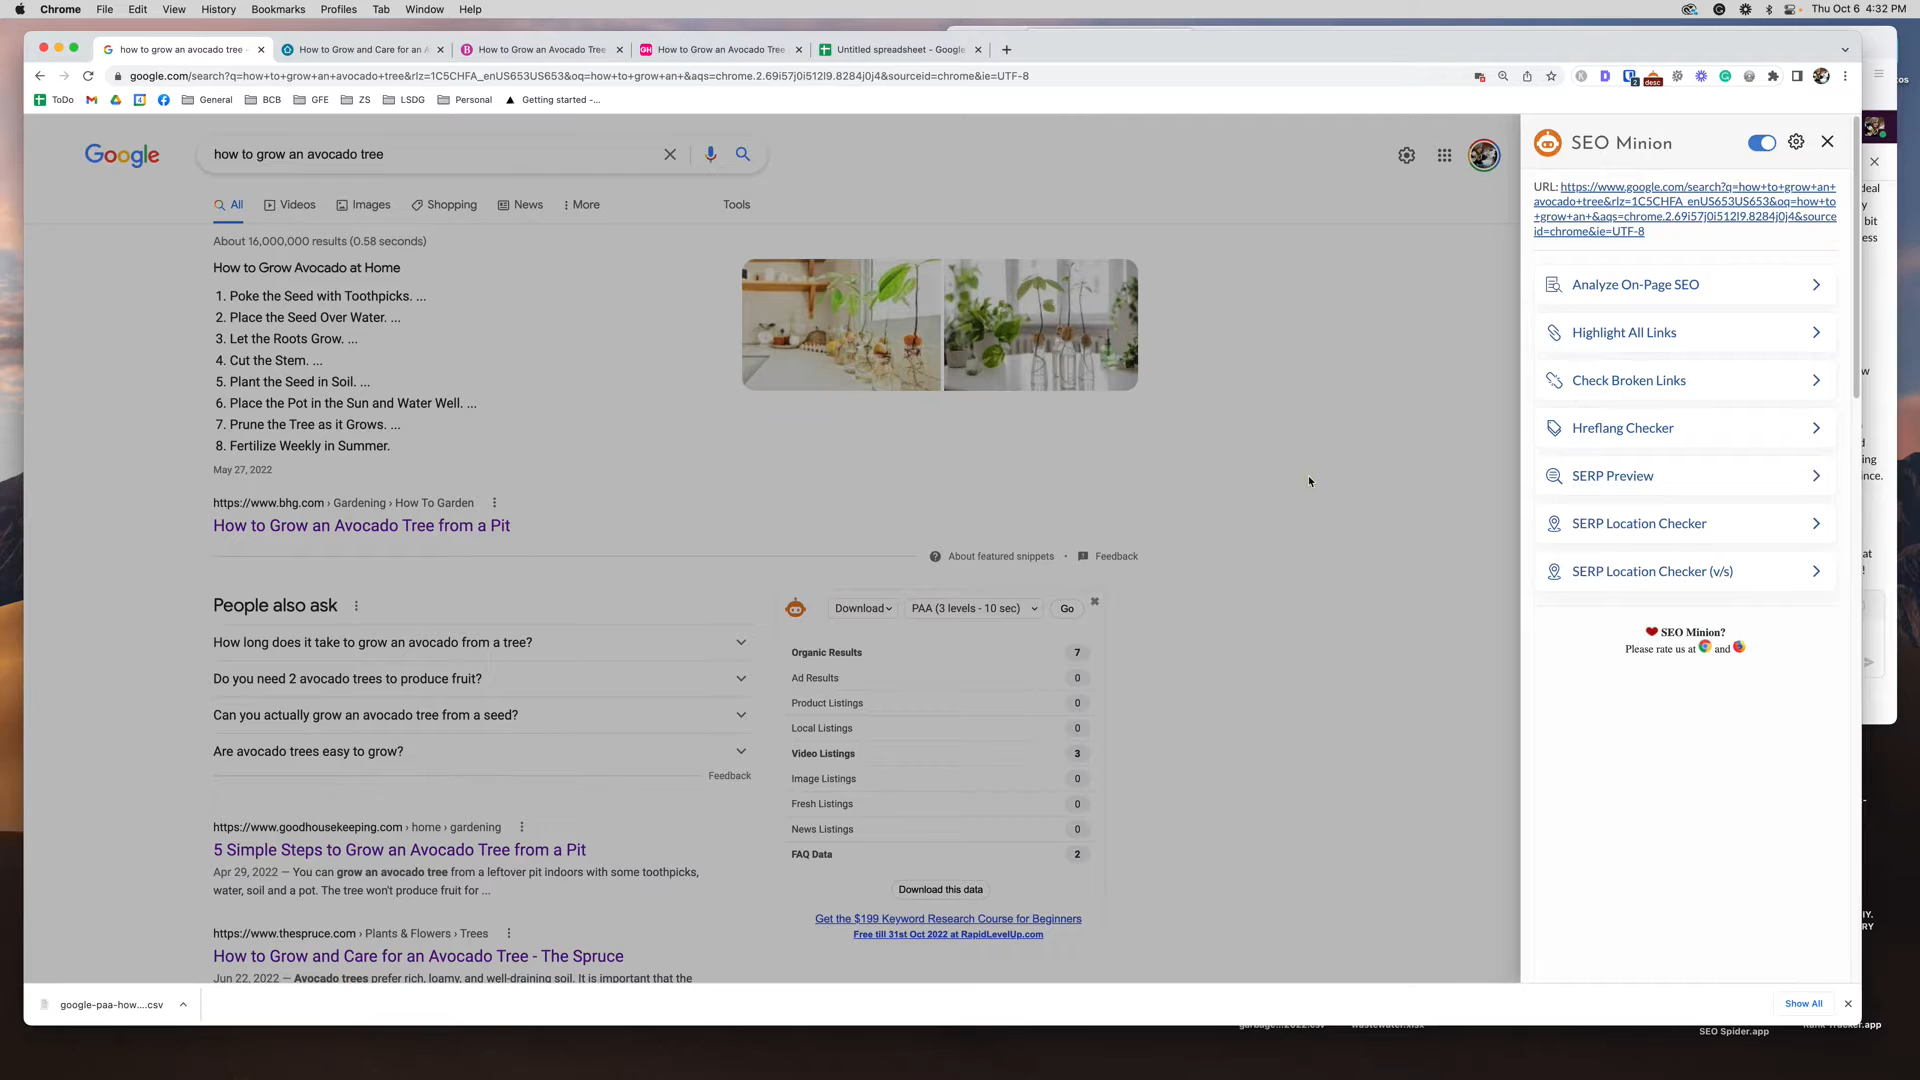 Chrome File Edit View History Bookmarks Profiles Tab Window Help Thu Oct 6 4:32 PM
how to grow an avocado tree - How to Grow and Care for an A How to Grow an Avocado Tree How to Grow an Avocado Tree Untitled spreadsheet - Google
google.com/search?q=how+to+grow+an+avocado+tree&rlz=1C5CHFA_enUS653US653&oq=how+to+grow+an+&aqs=chrome.2.69i57j0i512l9.8284j0j4&sourceid=chrome&ie=UTF-8
ToDo General BCB GFE ZS LSDG Personal Getting started -...
Google
how to grow an avocado tree
All Videos Images Shopping News More Tools
About 16,000,000 results (0.58 seconds)
How to Grow Avocado at Home
1. Poke the Seed with Toothpicks. ...
2. Place the Seed Over Water. ...
3. Let the Roots Grow. ...
4. Cut the Stem. ...
5. Plant the Seed in Soil. ...
6. Place the Pot in the Sun and Water Well. ...
7. Prune the Tree as it Grows. ...
8. Fertilize Weekly in Summer.
May 27, 2022
https://www.bhg.com › Gardening › How To Garden
How to Grow an Avocado Tree from a Pit
About featured snippets • Feedback
People also ask
How long does it take to grow an avocado from a tree?
Do you need 2 avocado trees to produce fruit?
Can you actually grow an avocado tree from a seed?
Are avocado trees easy to grow?
Feedback
Download PAA (3 levels - 10 sec) Go
Organic Results 7
Ad Results 0
Product Listings 0
Local Listings 0
Video Listings 3
Image Listings 0
Fresh Listings 0
News Listings 0
FAQ Data 2
Download this data
Get the $199 Keyword Research Course for Beginners
Free till 31st Oct 2022 at RapidLevelUp.com
https://www.goodhousekeeping.com › home › gardening
5 Simple Steps to Grow an Avocado Tree from a Pit
Apr 29, 2022 — You can grow an avocado tree from a leftover pit indoors with some toothpicks,
water, soil and a pot. The tree won't produce fruit for ...
https://www.thespruce.com › Plants & Flowers › Trees
How to Grow and Care for an Avocado Tree - The Spruce
Jun 22, 2022 — Avocado trees prefer rich, loamy, and well-draining soil. It is important that the
SEO Minion
URL: https://www.google.com/search?q=how+to+grow+an+
avocado+tree&rlz=1C5CHFA_enUS653US653&oq=how+to
+grow+an+&aqs=chrome.2.69i57j0i512l9.8284j0j4&source
id=chrome&ie=UTF-8
Analyze On-Page SEO
Highlight All Links
Check Broken Links
Hreflang Checker
SERP Preview
SERP Location Checker
SERP Location Checker (v/s)
SEO Minion?
Please rate us at and
google-paa-how....csv
Show All
SEO Spider.app